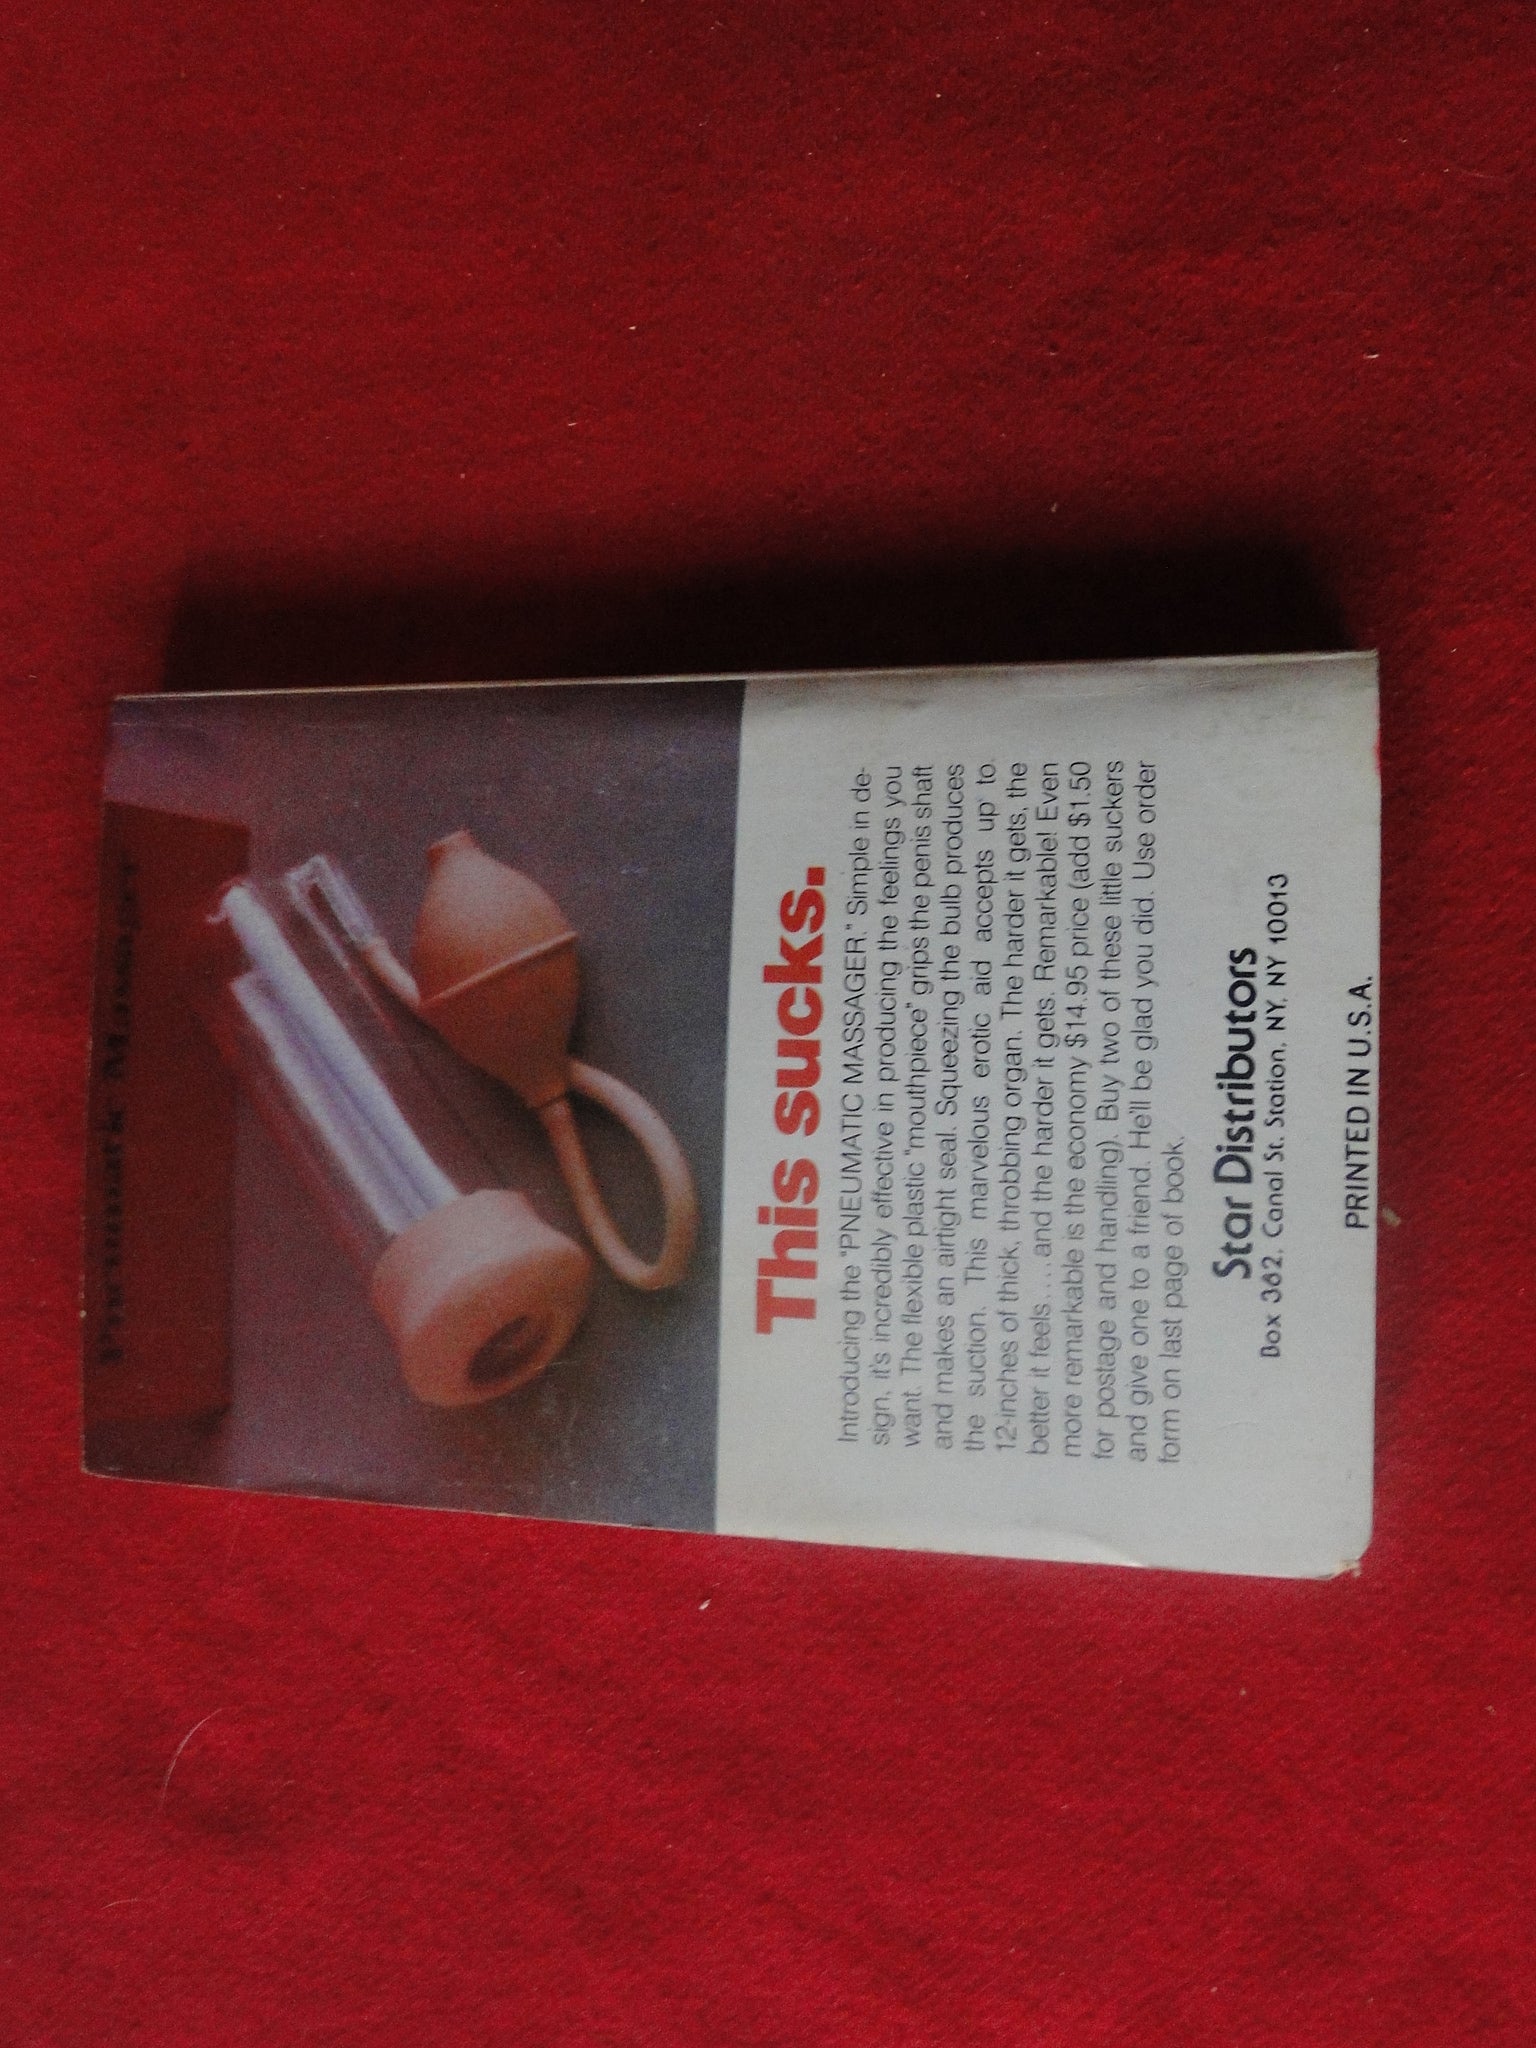 Pneumatic Massager
This sucks.
Introducing the "PNEUMATIC MASSAGER." Simple in de-
sign, it's incredibly effective in producing the feelings you
want. The flexible plastic "mouthpiece" grips the penis shaft
and makes an airtight seal. Squeezing the bulb produces
the suction. This marvelous erotic aid accepts up to
12-inches of thick, throbbing organ. The harder it gets, the
better it feels....and the harder it gets. Remarkable! Even
more remarkable is the economy $14.95 price (add $1.50
for postage and handling). Buy two of these little suckers
and give one to a friend. He'll be glad you did. Use order
form on last page of book.
Star Distributors
Box 362, Canal St. Station, NY, NY 10013
PRINTED IN U.S.A.